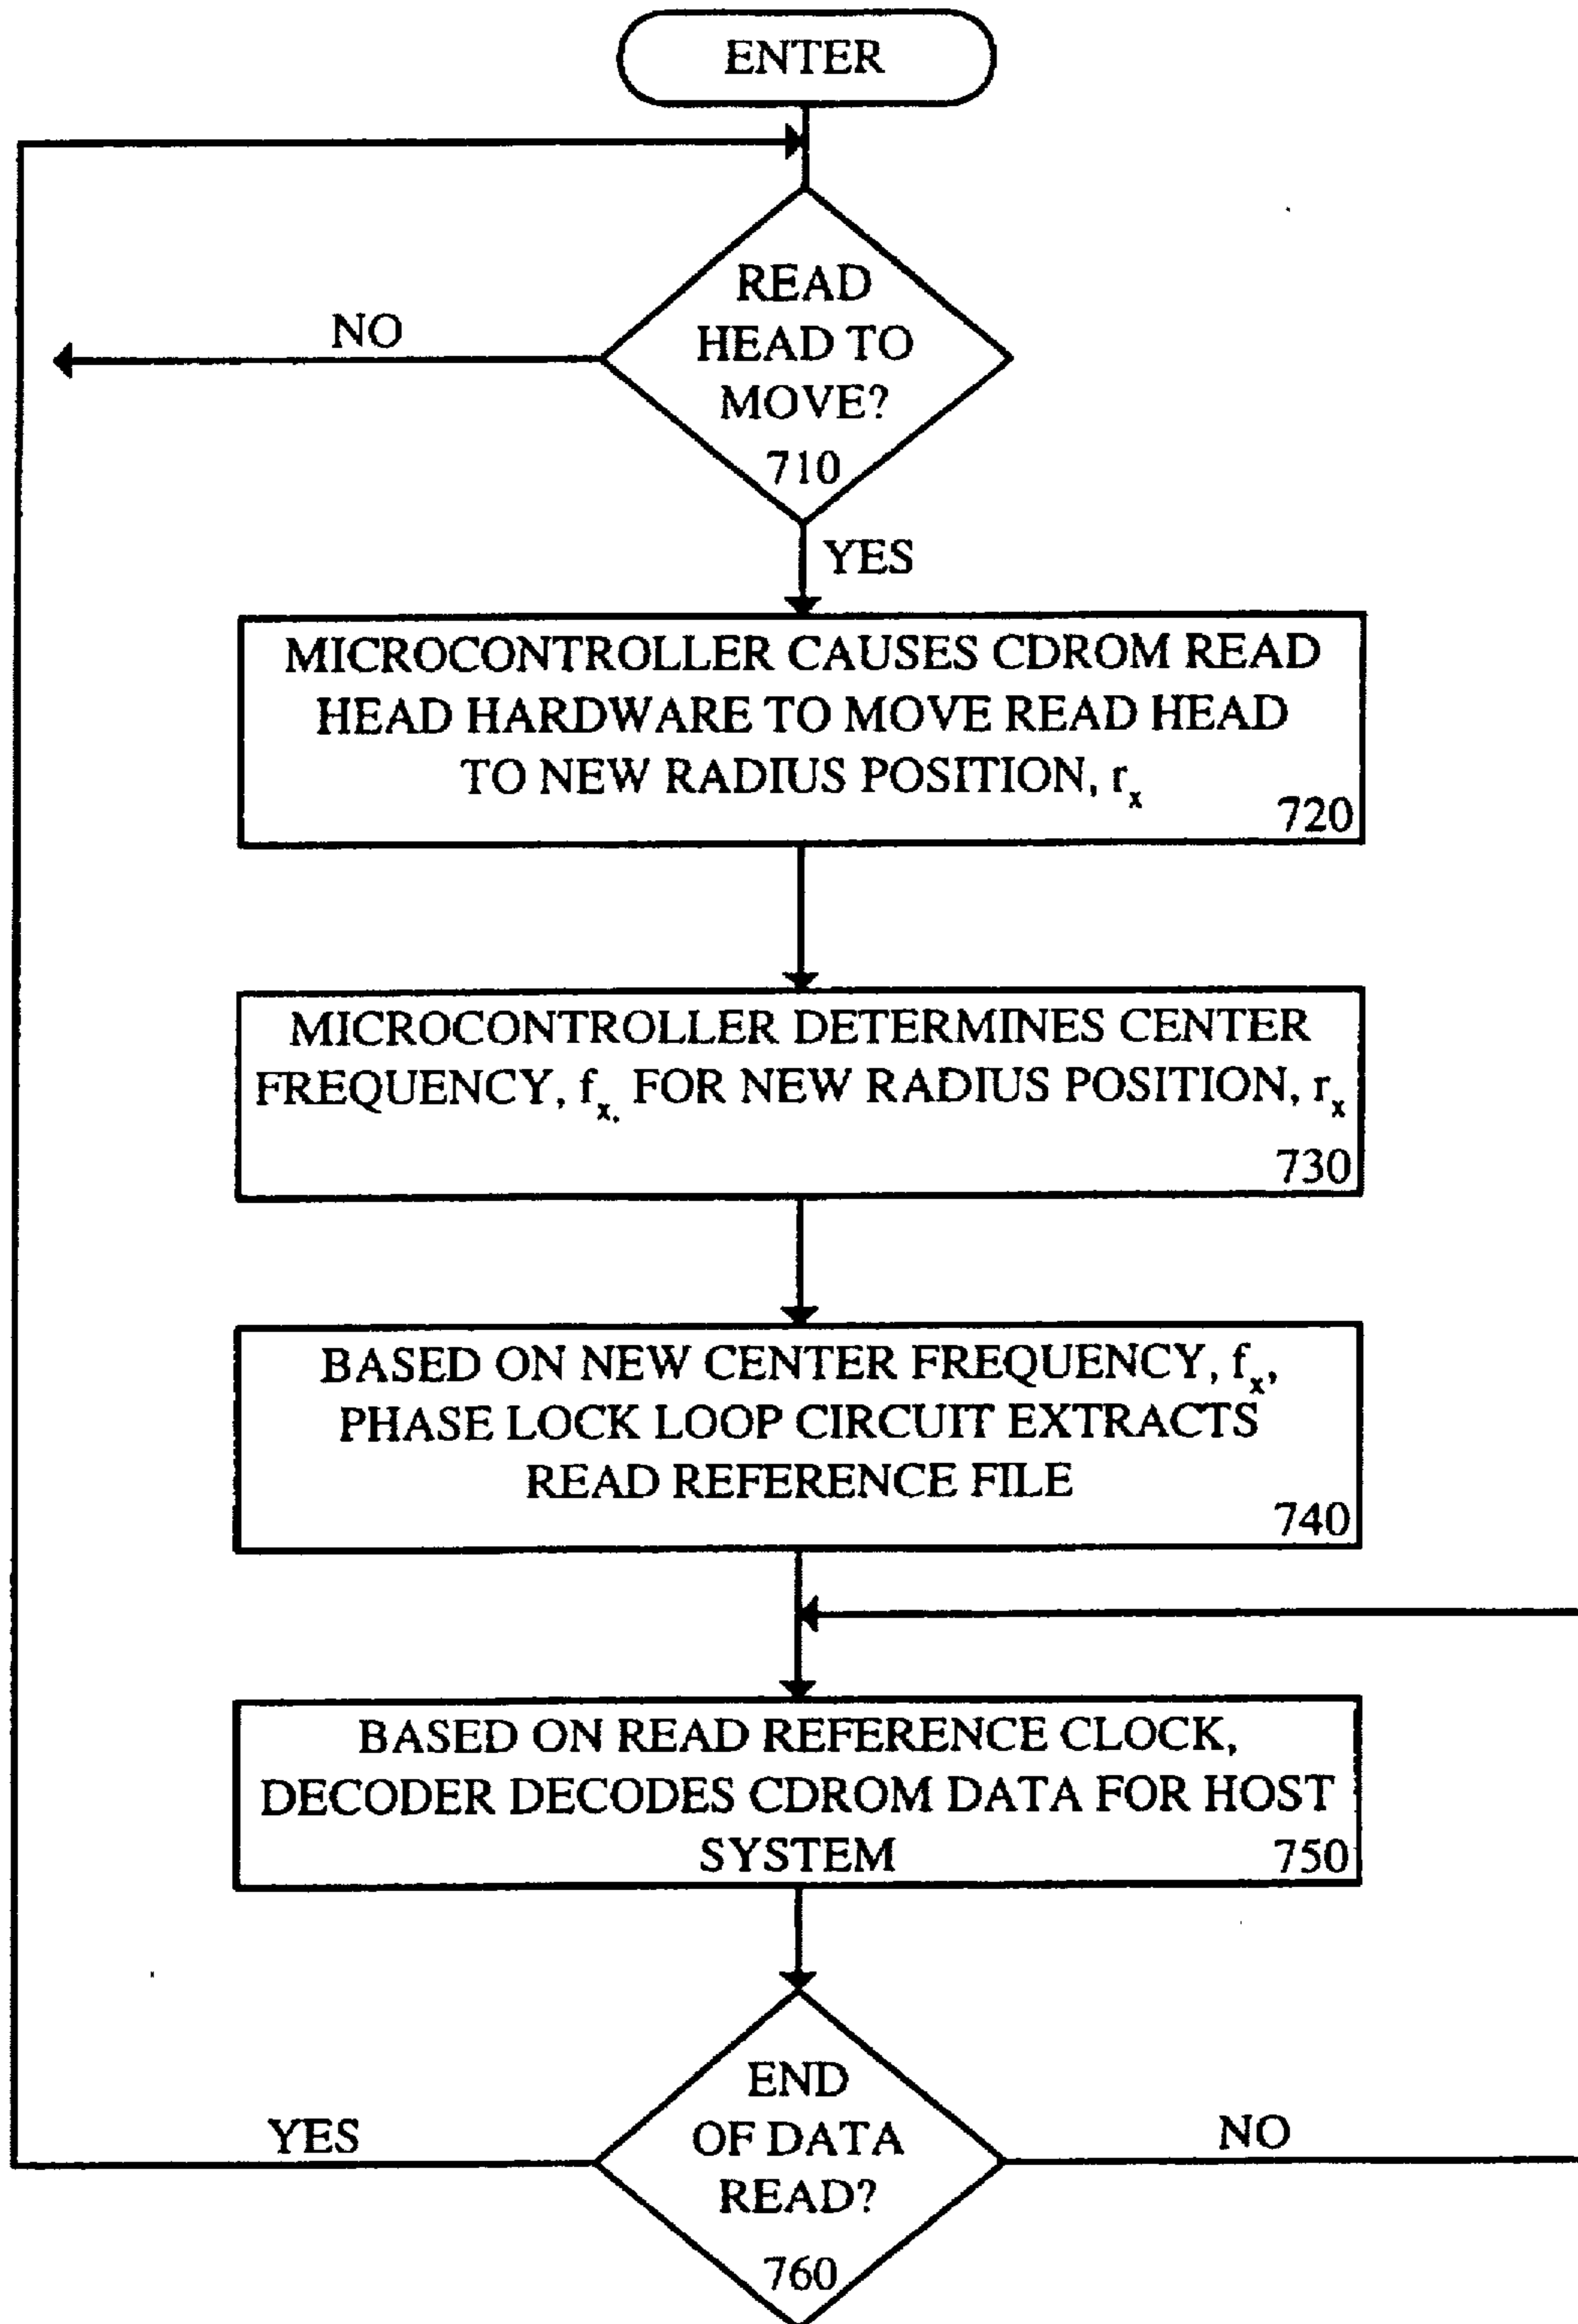 ENTER
READ
HEAD TO
MOVE?
710
NO
YES
MICROCONTROLLER CAUSES CDROM READ
HEAD HARDWARE TO MOVE READ HEAD
TO NEW RADIUS POSITION, rₓ
720
MICROCONTROLLER DETERMINES CENTER
FREQUENCY, fₓ, FOR NEW RADIUS POSITION, rₓ
730
BASED ON NEW CENTER FREQUENCY, fₓ,
PHASE LOCK LOOP CIRCUIT EXTRACTS
READ REFERENCE FILE
740
BASED ON READ REFERENCE CLOCK,
DECODER DECODES CDROM DATA FOR HOST
SYSTEM
750
END
OF DATA
READ?
760
YES
NO